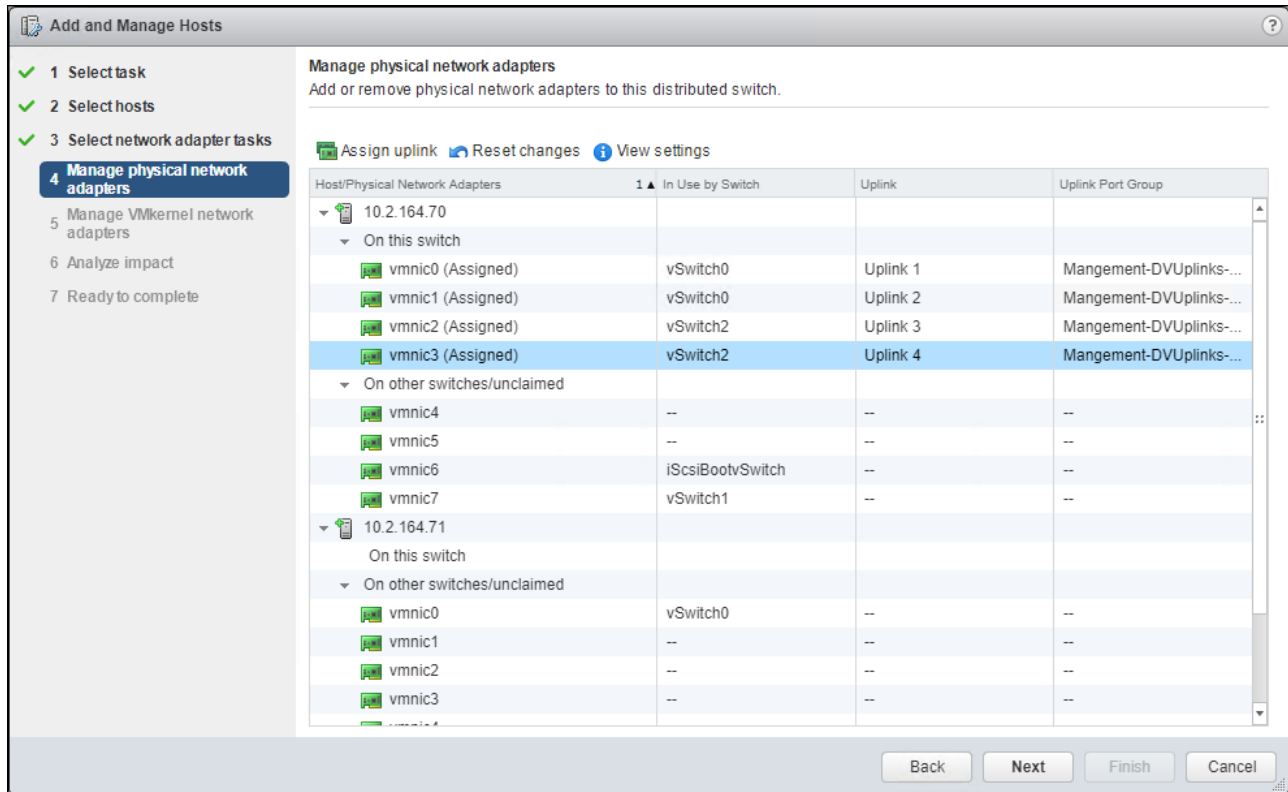 Add and Manage Hosts ?
1 Select task
2 Select hosts
3 Select network adapter tasks
4 Manage physical network
adapters
5 Manage VMkernel network
adapters
6 Analyze impact
7 Ready to complete
Manage physical network adapters
Add or remove physical network adapters to this distributed switch.
Assign uplink Reset changes View settings
Host/Physical Network Adapters 1 ▲ In Use by Switch Uplink Uplink Port Group
10.2.164.70
On this switch
vmnic0 (Assigned) vSwitch0 Uplink 1 Mangement-DVUplinks-...
vmnic1 (Assigned) vSwitch0 Uplink 2 Mangement-DVUplinks-...
vmnic2 (Assigned) vSwitch2 Uplink 3 Mangement-DVUplinks-...
vmnic3 (Assigned) vSwitch2 Uplink 4 Mangement-DVUplinks-...
On other switches/unclaimed
vmnic4 -- -- --
vmnic5 -- -- --
vmnic6 iScsiBootvSwitch -- --
vmnic7 vSwitch1 -- --
10.2.164.71
On this switch
On other switches/unclaimed
vmnic0 vSwitch0 -- --
vmnic1 -- -- --
vmnic2 -- -- --
vmnic3 -- -- --
Back Next Finish Cancel